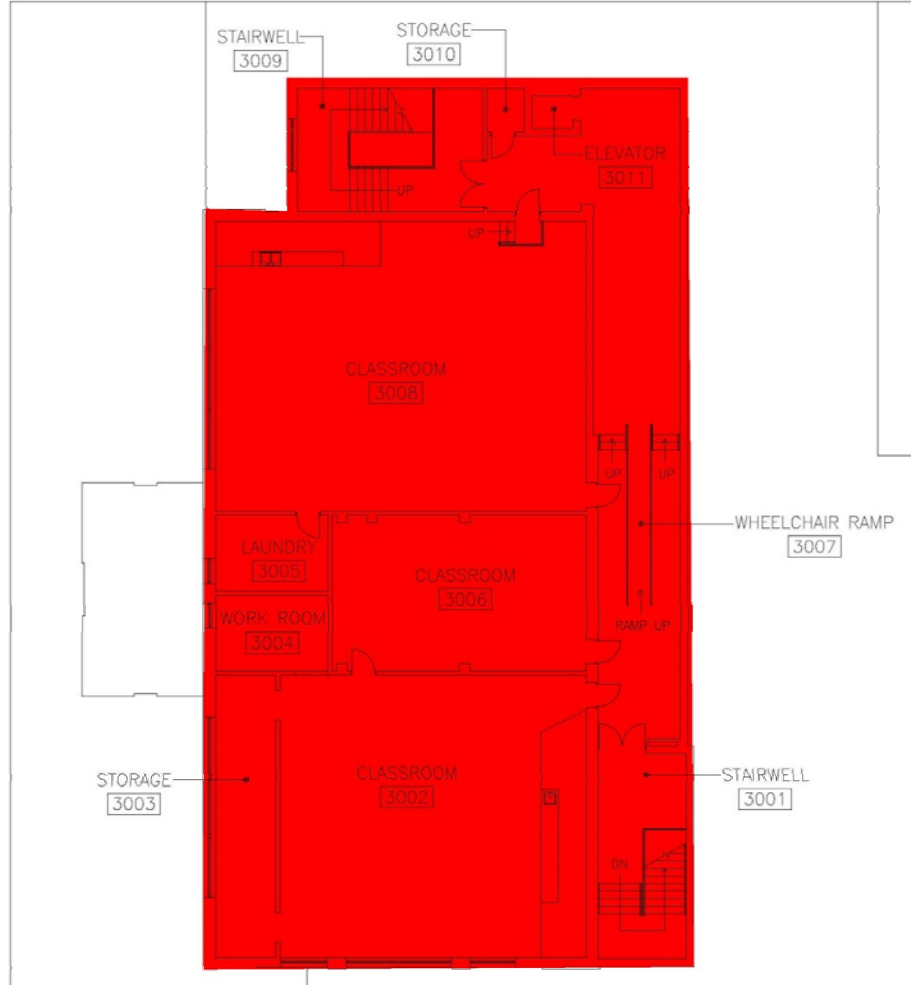 STAIRWELL
3009
STORAGE
3010
ELEVATOR
3011
UP
UP
CLASSROOM
3008
UP
UP
WHEELCHAIR RAMP
3007
LAUNDRY
3005
CLASSROOM
3006
WORK ROOM
3004
RAMP UP
STORAGE
3003
CLASSROOM
3002
STAIRWELL
3001
DN